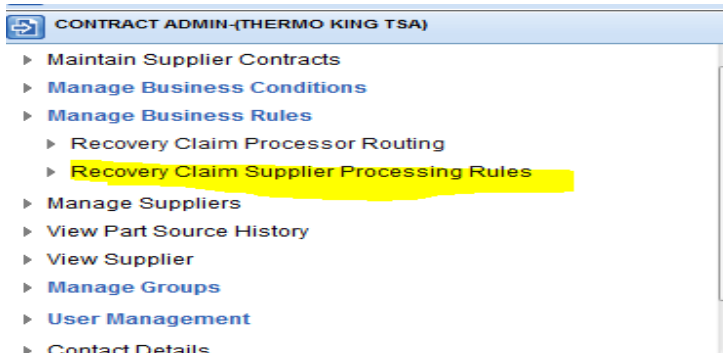 CONTRACT ADMIN-(THERMO KING TSA)
Maintain Supplier Contracts
Manage Business Conditions
Manage Business Rules
Recovery Claim Processor Routing
Recovery Claim Supplier Processing Rules
Manage Suppliers
View Part Source History
View Supplier
Manage Groups
User Management
Contact Details